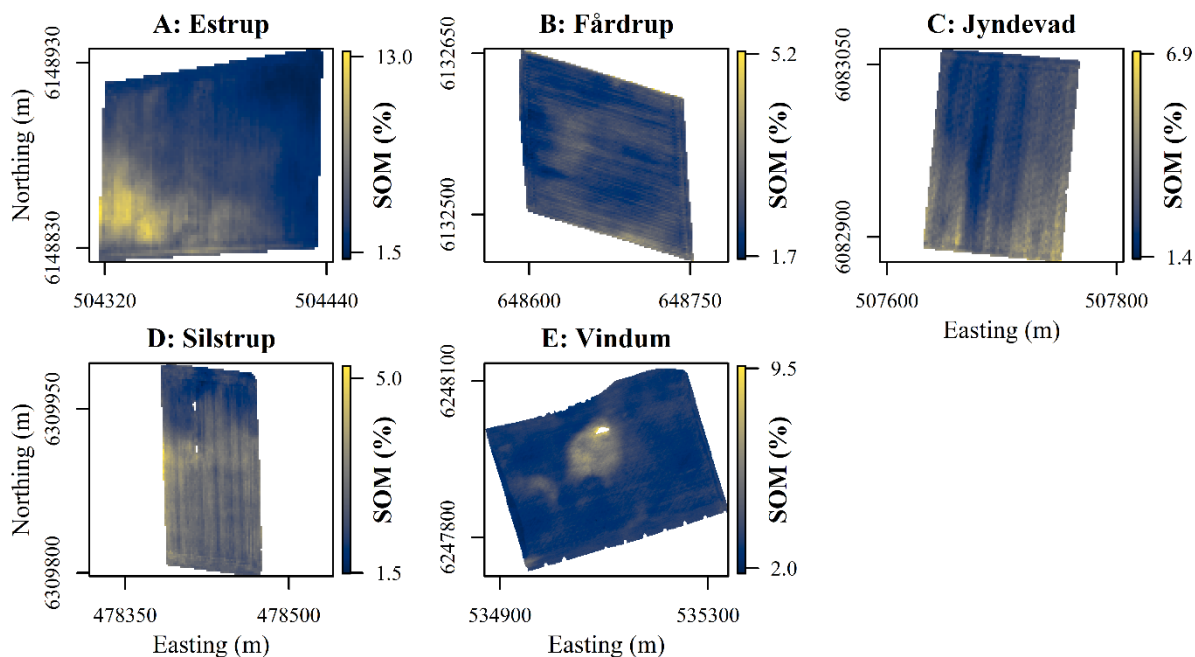 A: Estrup
B: Fårdrup
C: Jyndevad
6148930
6148830
Northing (m)
504320
504440
13.0
1.5
SOM (%)
6132650
6132500
648600
648750
5.2
1.7
SOM (%)
6083050
6082900
507600
507800
Easting (m)
6.9
1.4
SOM (%)
D: Silstrup
E: Vindum
6309950
6309800
Northing (m)
478350
478500
Easting (m)
5.0
1.5
SOM (%)
6248100
6247800
534900
535300
Easting (m)
9.5
2.0
SOM (%)